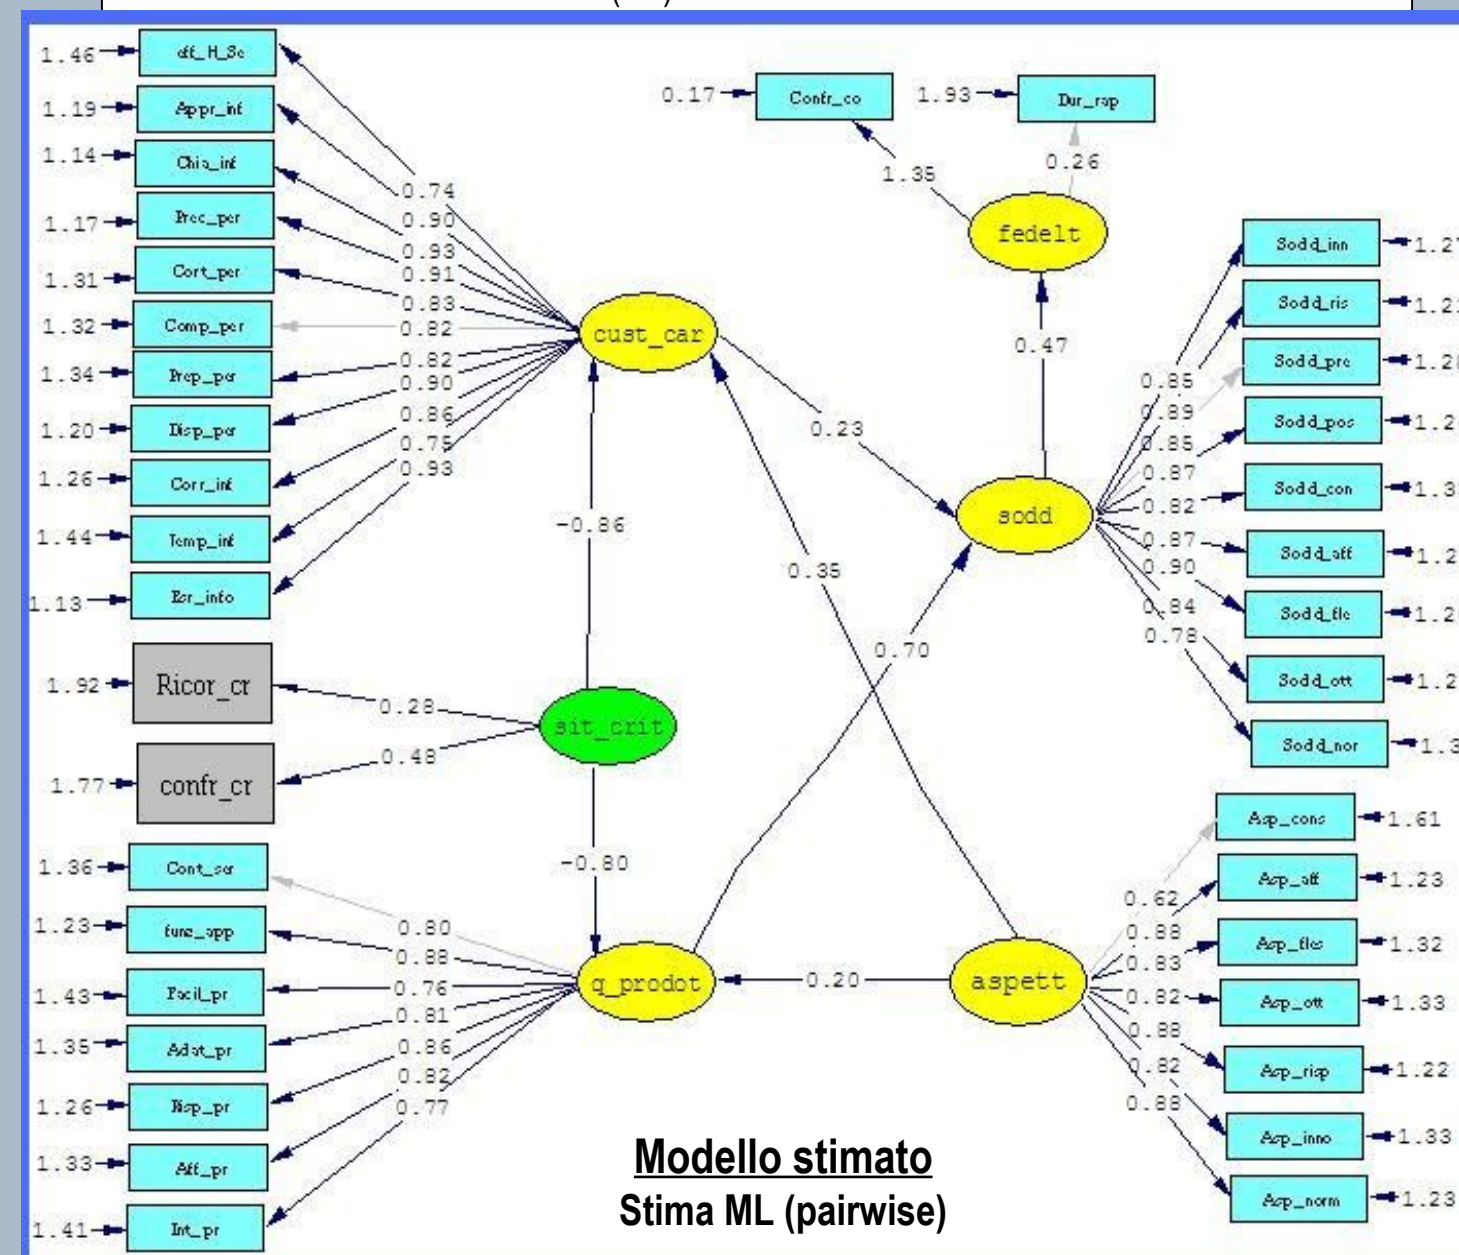 1.46
eff_H_Sc
1.19
Appr_inf
1.14
Chia_inf
1.17
Prec_per
1.31
Cort_per
1.32
Comp_per
1.34
Prep_per
1.20
Disp_per
1.26
Corr_inf
1.44
Temp_inf
1.13
Esr_info
1.92
Ricor_cr
1.77
confr_cr
1.36
Cont_ser
1.23
func_app
1.43
Facil_pr
1.35
Adat_pr
1.26
Risp_pr
1.33
Aff_pr
1.41
Int_pr
0.74
0.90
0.93
0.91
0.83
0.82
0.82
0.90
0.86
0.75
0.93
0.28
0.48
0.80
0.88
0.76
0.81
0.86
0.82
0.77
cust_car
-0.86
sit_crit
-0.80
q_prodot
0.17
Confr_co
1.93
Dur_rap
1.35
0.26
fedelt
0.47
0.23
sodd
0.35
0.70
0.20
aspett
0.85
0.89
0.85
0.87
0.82
0.87
0.90
0.84
0.78
Sodd_inn
Sodd_ris
Sodd_pre
Sodd_pos
Sodd_con
Sodd_aff
Sodd_fle
Sodd_ott
Sodd_nor
0.62
0.88
0.83
0.82
0.88
0.82
0.88
Asp_cons
1.61
Asp_aff
1.23
Asp_fles
1.32
Asp_ott
1.33
Asp_risp
1.22
Asp_inno
1.33
Asp_norm
1.23
Modello stimato
Stima ML (pairwise)